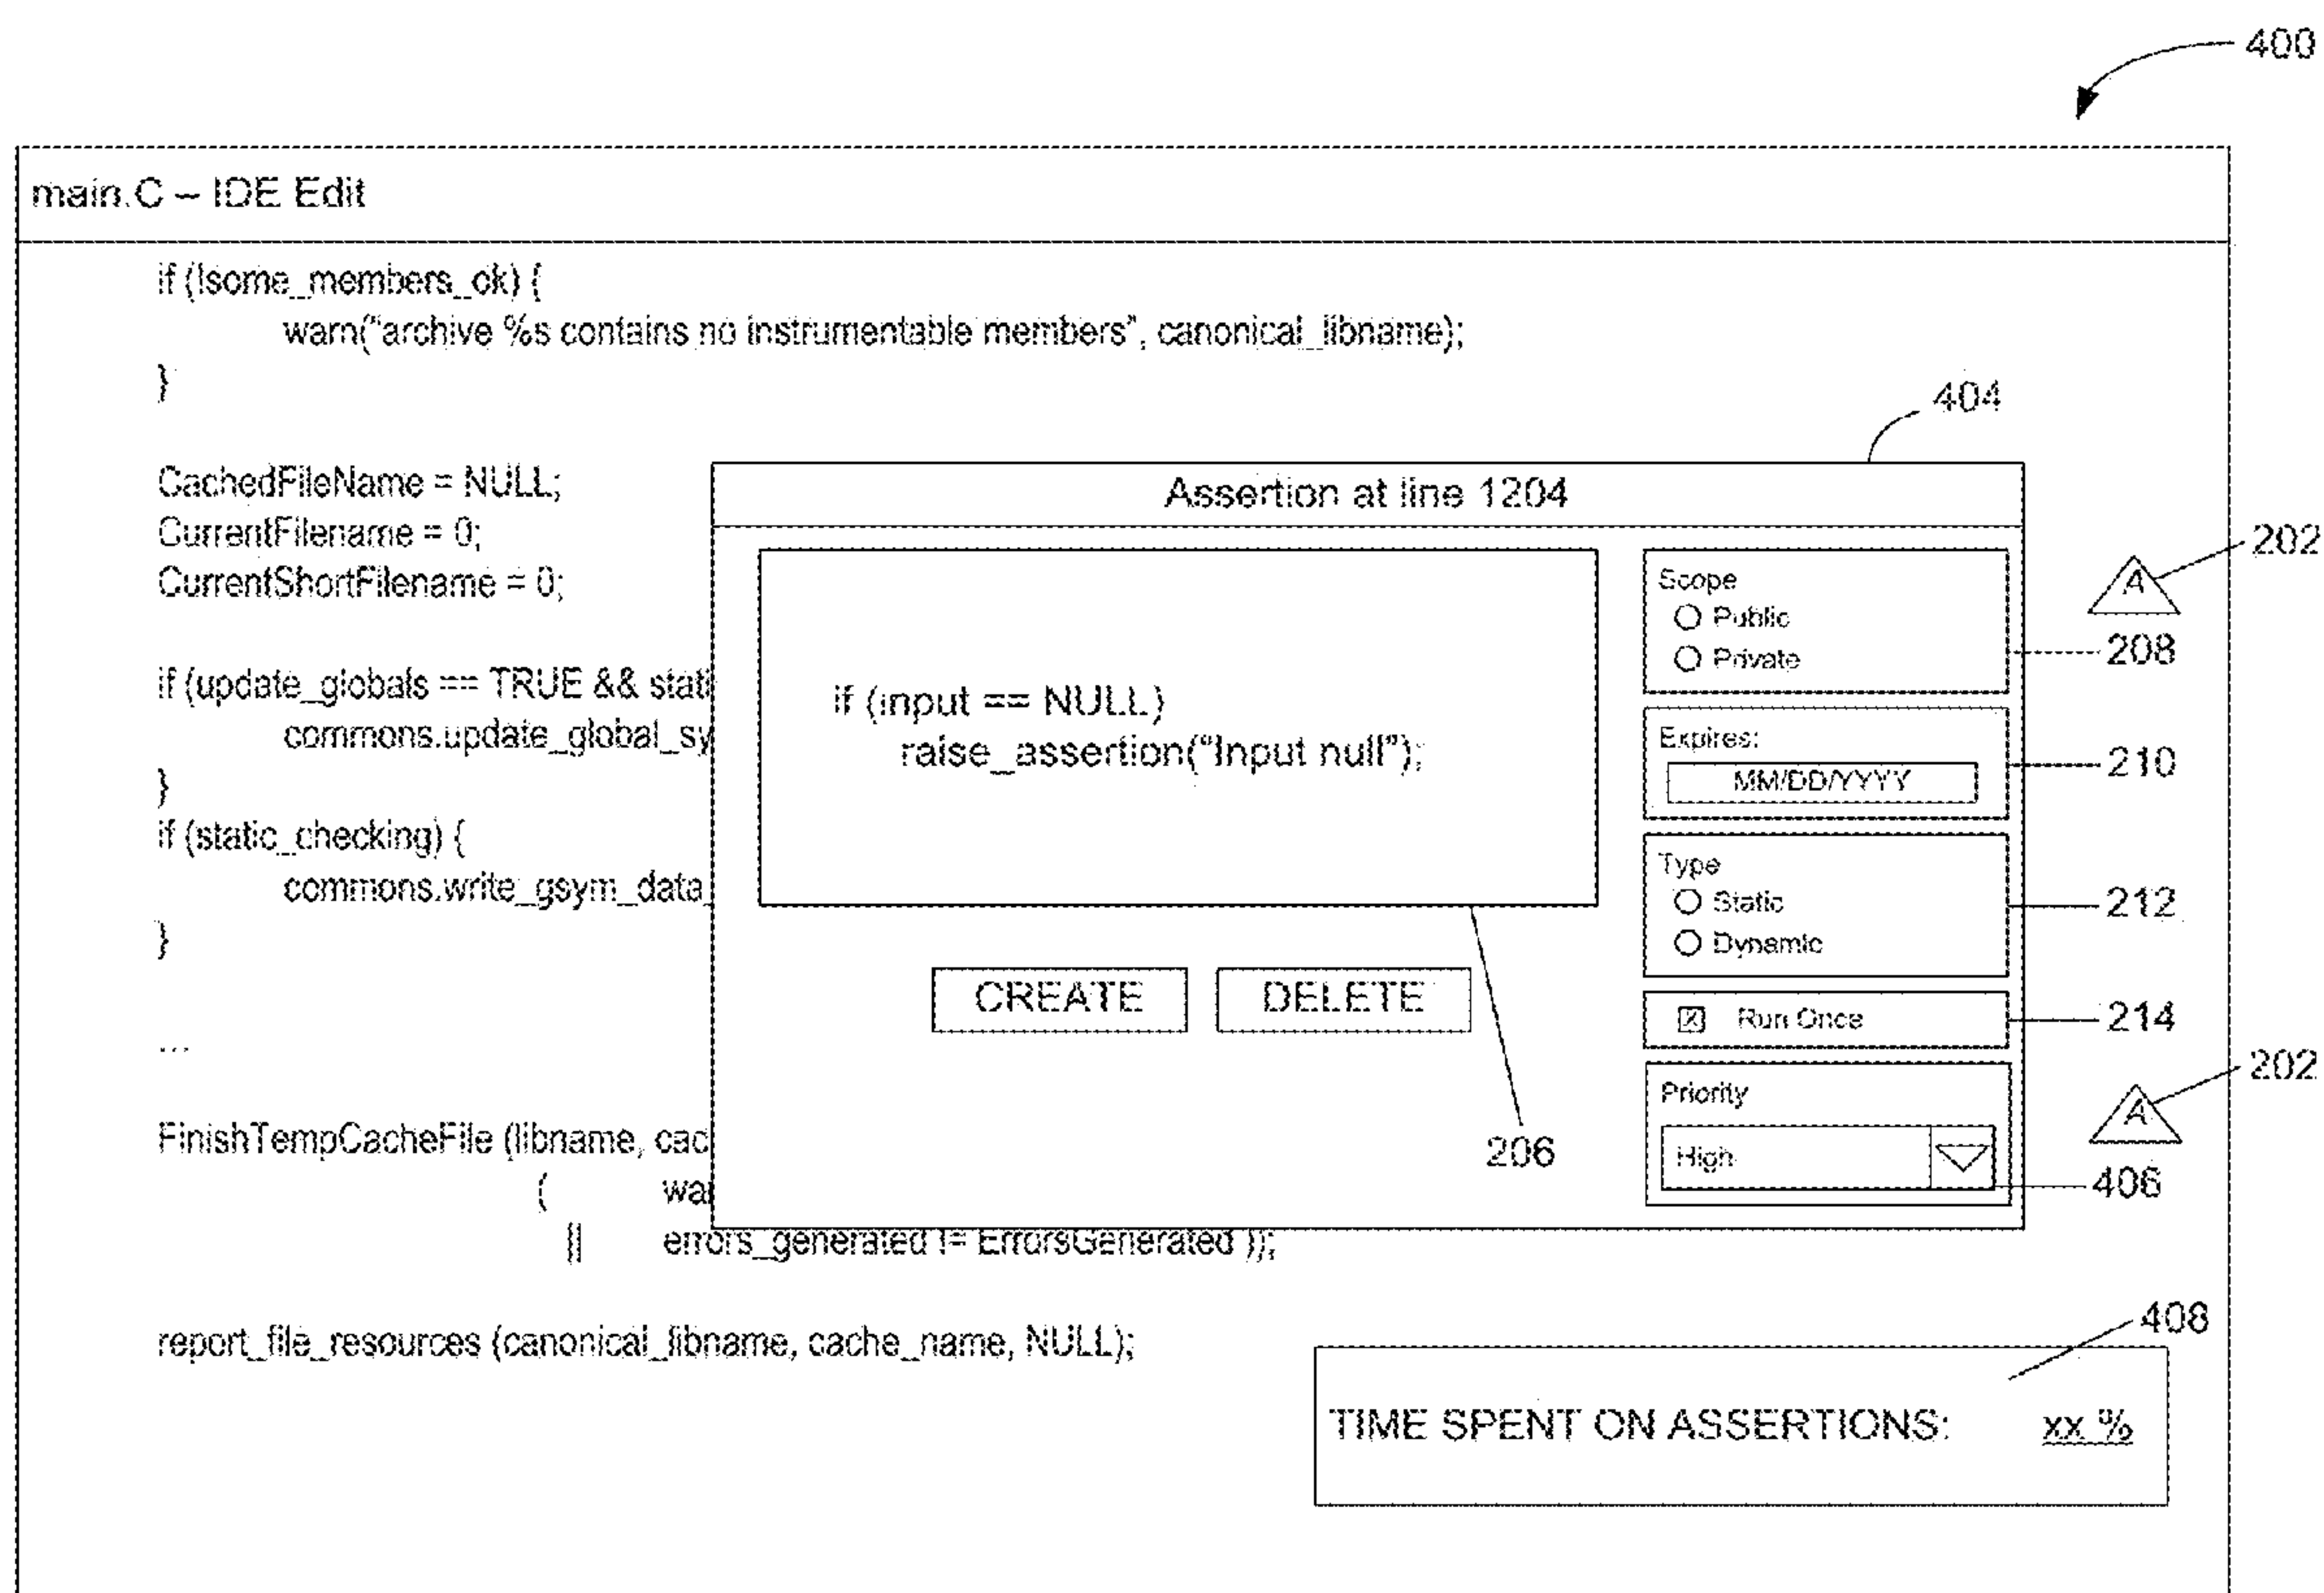 400
main.C – IDE Edit
if (!some_members_ok) {
warn("archive %s contains no instrumentable members", canonical_libname);
}
404
CachedFileName = NULL;
CurrentFilename = 0;
CurrentShortFilename = 0;
if (update_globals == TRUE && stati
commons.update_global_sy
}
if (static_checking) {
commons.write_gsym_data_
}
...
FinishTempCacheFile (libname, cac
( wa
|| errors_generated != ErrorsGenerated ));
report_file_resources (canonical_libname, cache_name, NULL);
Assertion at line 1204
if (input == NULL)
raise_assertion("Input null");
CREATE DELETE
206
Scope
Public
Private
208
Expires:
MM/DD/YYYY
210
Type
Static
Dynamic
212
X Run Once
214
Priority
High
406
A
202
A
202
408
TIME SPENT ON ASSERTIONS: xx %